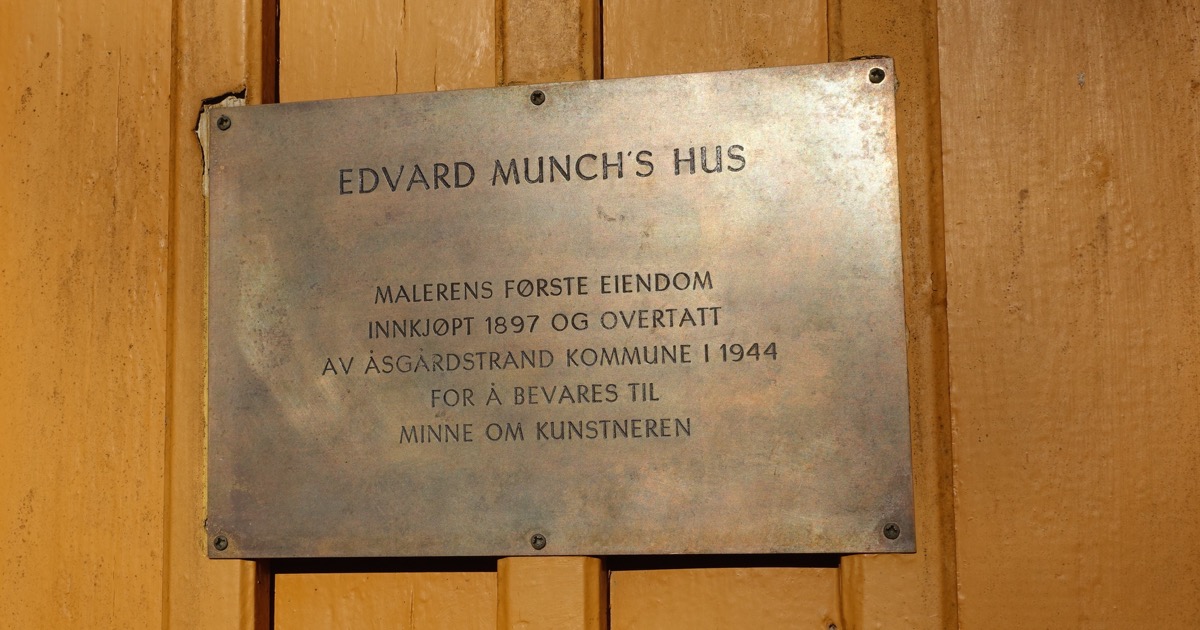 EDVARD MUNCH'S HUS
MALERENS FØRSTE EIENDOM
INNKJØPT 1897 OG OVERTATT
AV ÅSGÅRDSTRAND KOMMUNE I 1944
FOR Å BEVARES TIL
MINNE OM KUNSTNEREN